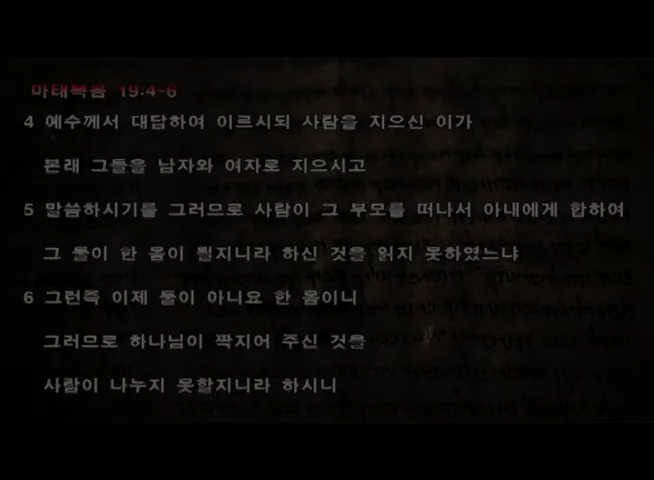 마태복음 19:4~6
4 예수께서 대답하여 이르시되 사람을 지으신 이가
본래 그들을 남자와 여자로 지으시고
5 말씀하시기를 그러므로 사람이 그 부모를 떠나서 아내에게 합하여
그 둘이 한 몸이 될지니라 하신 것을 읽지 못하였느냐
6 그런즉 이제 둘이 아니요 한 몸이니
그러므로 하나님이 짝지어 주신 것을
사람이 나누지 못할지니라 하시니